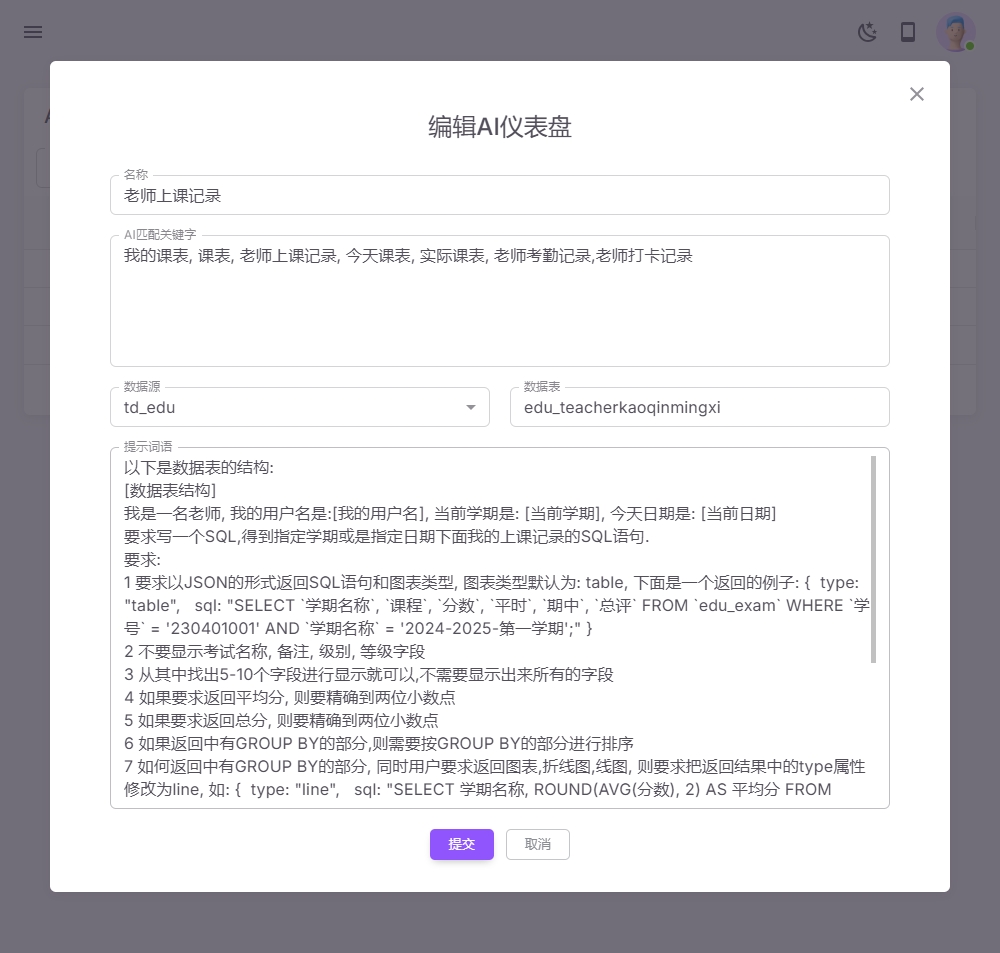 编辑AI仪表盘
名称
老师上课记录
AI匹配关键字
我的课表, 课表, 老师上课记录, 今天课表, 实际课表, 老师考勤记录,老师打卡记录
数据源
td_edu
数据表
edu_teacherkaoqinmingxi
提示词语
以下是数据表的结构:
[数据表结构]
我是一名老师, 我的用户名是:[我的用户名], 当前学期是: [当前学期], 今天日期是: [当前日期]
要求写一个SQL,得到指定学期或是指定日期下面我的上课记录的SQL语句.
要求:
1 要求以JSON的形式返回SQL语句和图表类型, 图表类型默认为: table, 下面是一个返回的例子: {  type:
"table",   sql: "SELECT `学期名称`, `课程`, `分数`, `平时`, `期中`, `总评` FROM `edu_exam` WHERE `学
号` = '230401001' AND `学期名称` = '2024-2025-第一学期';" }
2 不要显示考试名称, 备注, 级别, 等级字段
3 从其中找出5-10个字段进行显示就可以,不需要显示出来所有的字段
4 如果要求返回平均分, 则要精确到两位小数点
5 如果要求返回总分, 则要精确到两位小数点
6 如果返回中有GROUP BY的部分,则需要按GROUP BY的部分进行排序
7 如何返回中有GROUP BY的部分, 同时用户要求返回图表,折线图,线图, 则要求把返回结果中的type属性
修改为line, 如: {  type: "line",   sql: "SELECT 学期名称, ROUND(AVG(分数), 2) AS 平均分 FROM
提交
取消